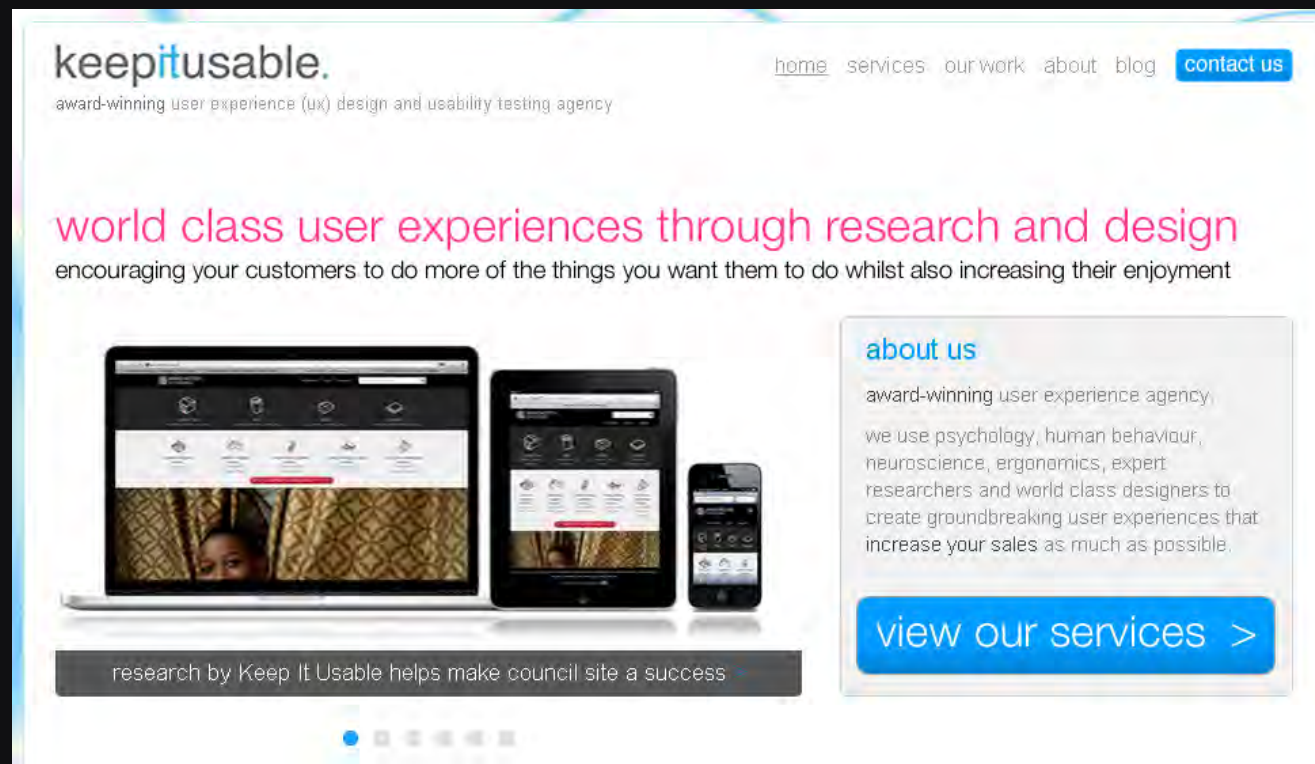 keepitusable.
home services our work about blog contact us
award-winning user experience (ux) design and usability testing agency
world class user experiences through research and design
encouraging your customers to do more of the things you want them to do whilst also increasing their enjoyment
about us
award-winning user experience agency.
we use psychology, human behaviour,
neuroscience, ergonomics, expert
researchers and world class designers to
create groundbreaking user experiences that
increase your sales as much as possible.
view our services >
research by Keep It Usable helps make council site a success